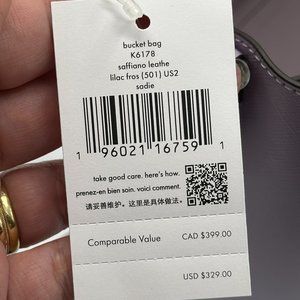 bucket bag
K6178
saffiano leathe
lilac fros (501) US2
sadie
1 96021 16759 1
take good care. here's how.
prenez-en bien soin. voici comment.
请妥善维护。这里是具体做法。
Comparable Value CAD $399.00
USD $329.00